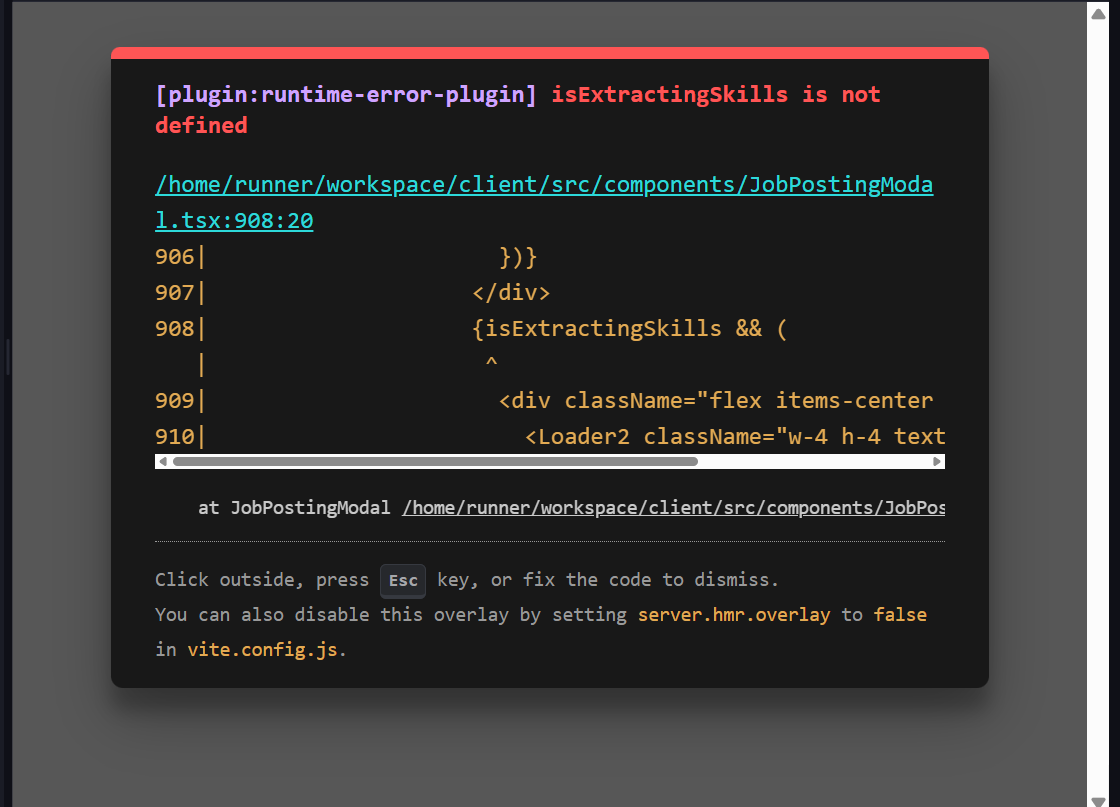 [plugin:runtime-error-plugin] isExtractingSkills is not
defined
/home/runner/workspace/client/src/components/JobPostingModa
l.tsx:908:20
906|                      })}
907|                    </div>
908|                    {isExtractingSkills && (
   |                     ^
909|                      <div className="flex items-center
910|                        <Loader2 className="w-4 h-4 text
at JobPostingModal /home/runner/workspace/client/src/components/JobPos
Click outside, press Esc key, or fix the code to dismiss.
You can also disable this overlay by setting server.hmr.overlay to false
in vite.config.js.